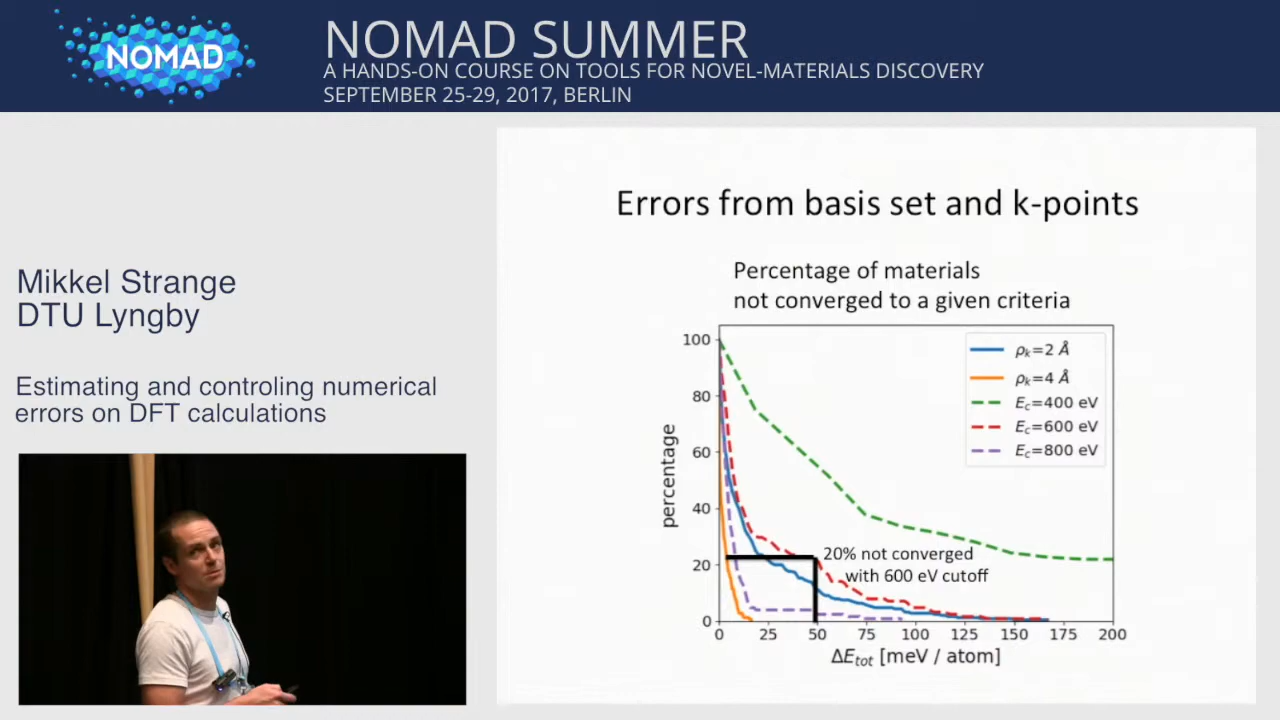 NOMAD
NOMAD SUMMER
A HANDS-ON COURSE ON TOOLS FOR NOVEL-MATERIALS DISCOVERY
SEPTEMBER 25-29, 2017, BERLIN
Mikkel Strange
DTU Lyngby
Estimating and controling numerical
errors on DFT calculations
Errors from basis set and k-points
Percentage of materials
not converged to a given criteria
percentage
100
80
60
40
20
0
ρk=2 Å
ρk=4 Å
Ec=400 eV
Ec=600 eV
Ec=800 eV
20% not converged
with 600 eV cutoff
0 25 50 75 100 125 150 175 200
ΔEtot [meV / atom]